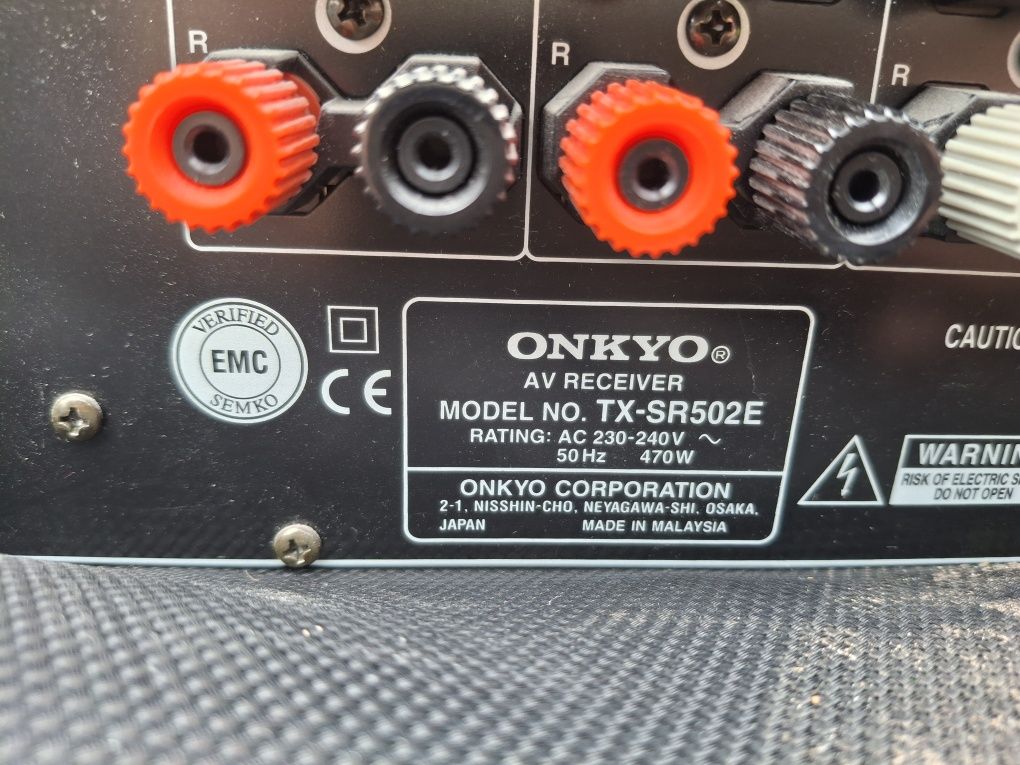 R
R
R
VERIFIED
EMC
SEMKO
CE
ONKYO®
AV RECEIVER
MODEL NO. TX-SR502E
RATING: AC 230-240V ~
50Hz 470W
ONKYO CORPORATION
2-1, NISSHIN-CHO, NEYAGAWA-SHI, OSAKA,
JAPAN MADE IN MALAYSIA
CAUTIO
WARNIN
RISK OF ELECTRIC S
DO NOT OPEN